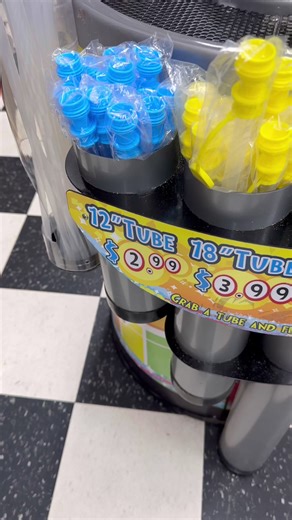 12" TUBE 18" TUBE
$2.99 $3.99
GRAB A TUBE AND